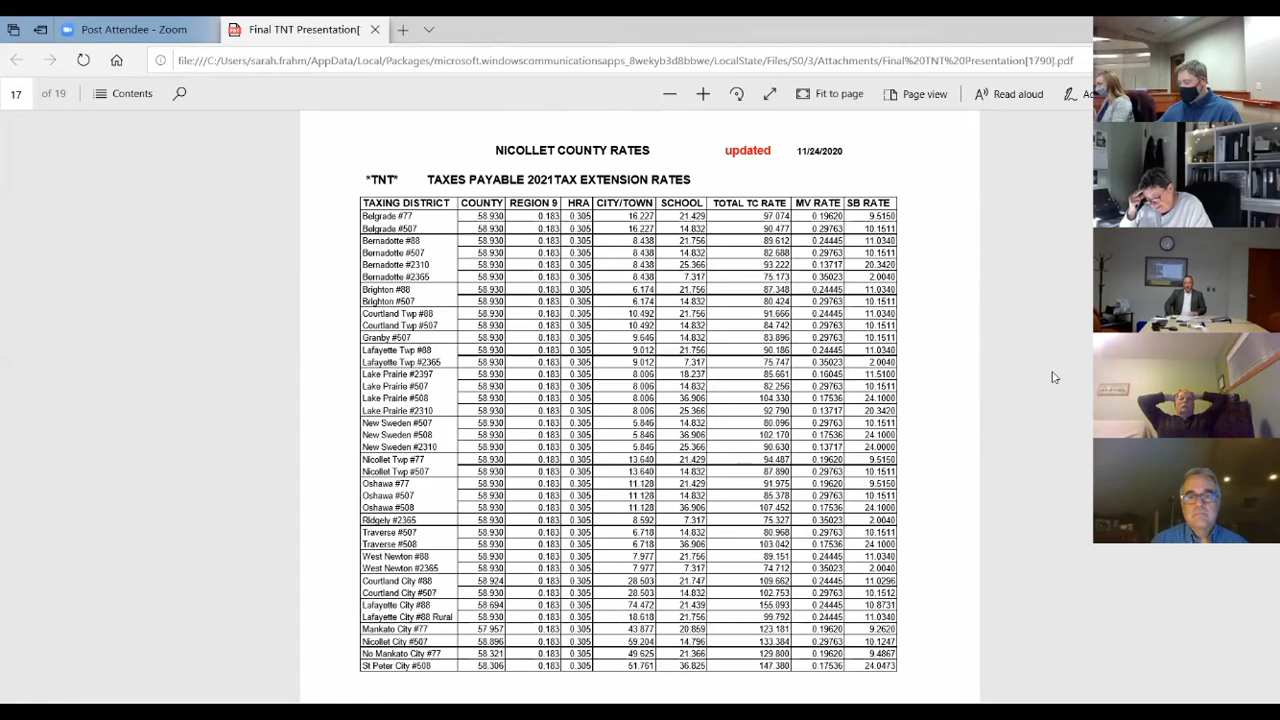 Post Attendee - Zoom Final TNT Presentation[
file:///C:/Users/sarah.frahm/AppData/Local/Packages/microsoft.windowscommunicationsapps_8wekyb3d8bbwe/LocalState/Files/S0/3/Attachments/Final%20TNT%20Presentation[1790].pdf
17 of 19 Contents Fit to page Page view Read aloud Ad
NICOLLET COUNTY RATES updated 11/24/2020
*TNT* TAXES PAYABLE 2021TAX EXTENSION RATES
TAXING DISTRICT COUNTY REGION 9 HRA CITY/TOWN SCHOOL TOTAL TC RATE MV RATE SB RATE
Belgrade #77 58.930 0.183 0.305 16.227 21.429 97.074 0.19620 9.5150
Belgrade #507 58.930 0.183 0.305 16.227 14.832 90.477 0.29763 10.1511
Bernadotte #88 58.930 0.183 0.305 8.438 21.756 89.612 0.24445 11.0340
Bernadotte #507 58.930 0.183 0.305 8.438 14.832 82.688 0.29763 10.1511
Bernadotte #2310 58.930 0.183 0.305 8.438 25.366 93.222 0.13717 20.3420
Bernadotte #2365 58.930 0.183 0.305 8.438 7.317 75.173 0.35023 2.0040
Brighton #88 58.930 0.183 0.305 6.174 21.756 87.348 0.24445 11.0340
Brighton #507 58.930 0.183 0.305 6.174 14.832 80.424 0.29763 10.1511
Courtland Twp #88 58.930 0.183 0.305 10.492 21.756 91.666 0.24445 11.0340
Courtland Twp #507 58.930 0.183 0.305 10.492 14.832 84.742 0.29763 10.1511
Granby #507 58.930 0.183 0.305 9.646 14.832 83.896 0.29763 10.1511
Lafayette Twp #88 58.930 0.183 0.305 9.012 21.756 90.186 0.24445 11.0340
Lafayette Twp #2365 58.930 0.183 0.305 9.012 7.317 75.747 0.35023 2.0040
Lake Prairie #2397 58.930 0.183 0.305 8.006 18.237 85.661 0.16045 11.5100
Lake Prairie #507 58.930 0.183 0.305 8.006 14.832 82.256 0.29763 10.1511
Lake Prairie #508 58.930 0.183 0.305 8.006 36.906 104.330 0.17536 24.1000
Lake Prairie #2310 58.930 0.183 0.305 8.006 25.366 92.790 0.13717 20.3420
New Sweden #507 58.930 0.183 0.305 5.846 14.832 80.096 0.29763 10.1511
New Sweden #508 58.930 0.183 0.305 5.846 36.906 102.170 0.17536 24.1000
New Sweden #2310 58.930 0.183 0.305 5.846 25.366 90.630 0.13717 24.0000
Nicollet Twp #77 58.930 0.183 0.305 13.640 21.429 94.487 0.19620 9.5150
Nicollet Twp #507 58.930 0.183 0.305 13.640 14.832 87.890 0.29763 10.1511
Oshawa #77 58.930 0.183 0.305 11.128 21.429 91.975 0.19620 9.5150
Oshawa #507 58.930 0.183 0.305 11.128 14.832 85.378 0.29763 10.1511
Oshawa #508 58.930 0.183 0.305 11.128 36.906 107.452 0.17536 24.1000
Ridgely #2365 58.930 0.183 0.305 8.592 7.317 75.327 0.35023 2.0040
Traverse #507 58.930 0.183 0.305 6.718 14.832 80.968 0.29763 10.1511
Traverse #508 58.930 0.183 0.305 6.718 36.906 103.042 0.17536 24.1000
West Newton #88 58.930 0.183 0.305 7.977 21.756 89.151 0.24445 11.0340
West Newton #2365 58.930 0.183 0.305 7.977 7.317 74.712 0.35023 2.0040
Courtland City #88 58.924 0.183 0.305 28.503 21.747 109.662 0.24445 11.0296
Courtland City #507 58.930 0.183 0.305 28.503 14.832 102.753 0.29763 10.1512
Lafayette City #88 58.694 0.183 0.305 74.472 21.439 155.093 0.24445 10.8731
Lafayette City #88 Rural 58.930 0.183 0.305 18.618 21.756 99.792 0.24445 11.0340
Mankato City #77 57.957 0.183 0.305 43.877 20.859 123.181 0.19620 9.2620
Nicollet City #507 58.896 0.183 0.305 59.204 14.796 133.384 0.29763 10.1247
No Mankato City #77 58.321 0.183 0.305 49.625 21.366 129.800 0.19620 9.4867
St Peter City #508 58.306 0.183 0.305 51.761 36.825 147.380 0.17536 24.0473